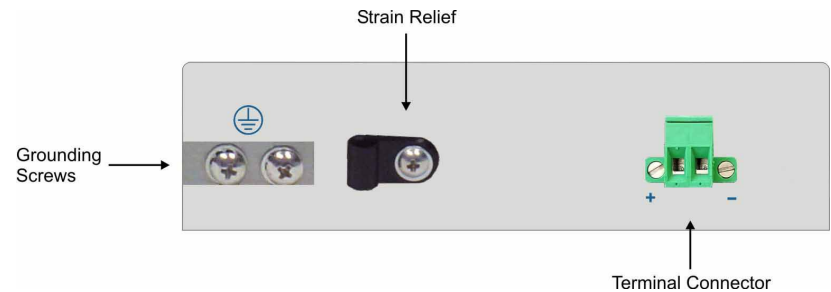 Strain Relief
Grounding
Screws
+ -
Terminal Connector